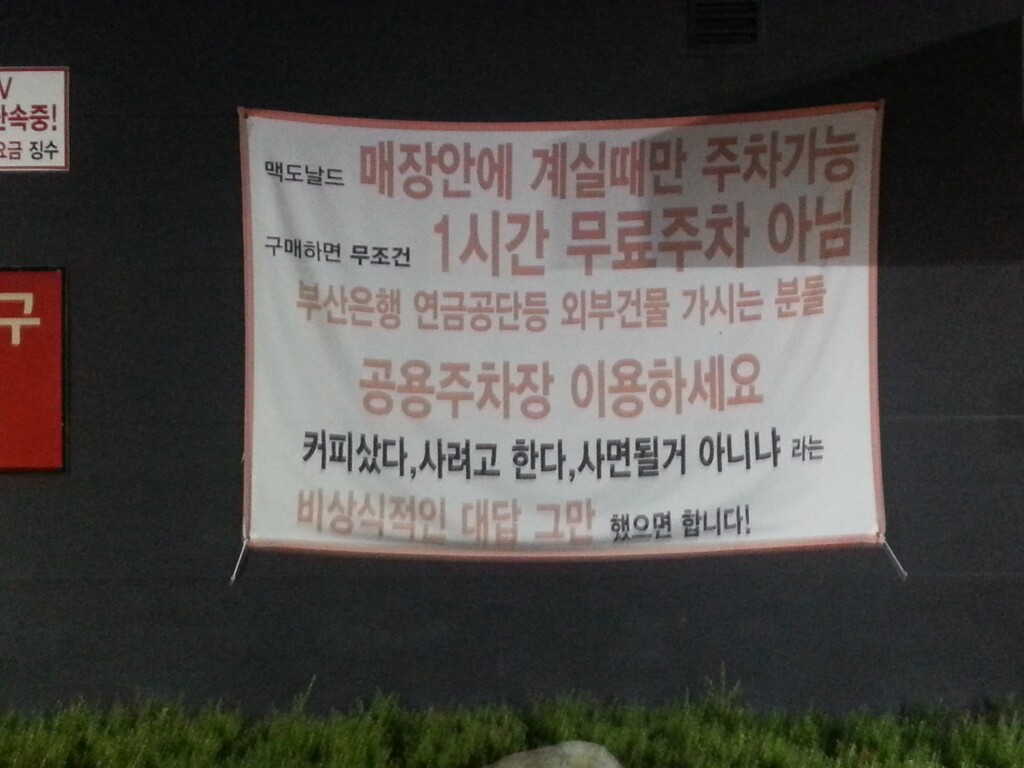 V
단속중!
요금 징수
구
맥도날드 매장안에 계실때만 주차가능
구매하면 무조건 1시간 무료주차 아님
부산은행 연금공단등 외부건물 가시는 분들
공용주차장 이용하세요
커피샀다,사려고 한다,사면될거 아니냐 라는
비상식적인 대답 그만 했으면 합니다!